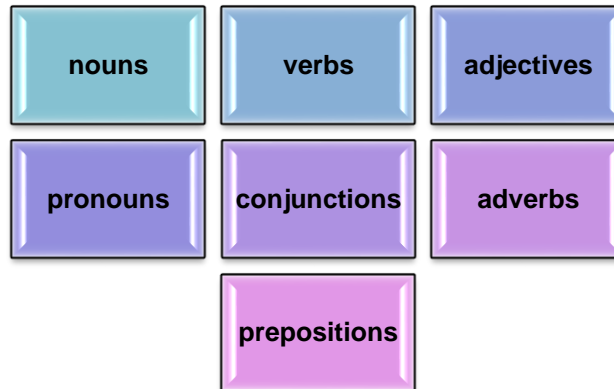 nouns
verbs
adjectives
pronouns
conjunctions
adverbs
prepositions